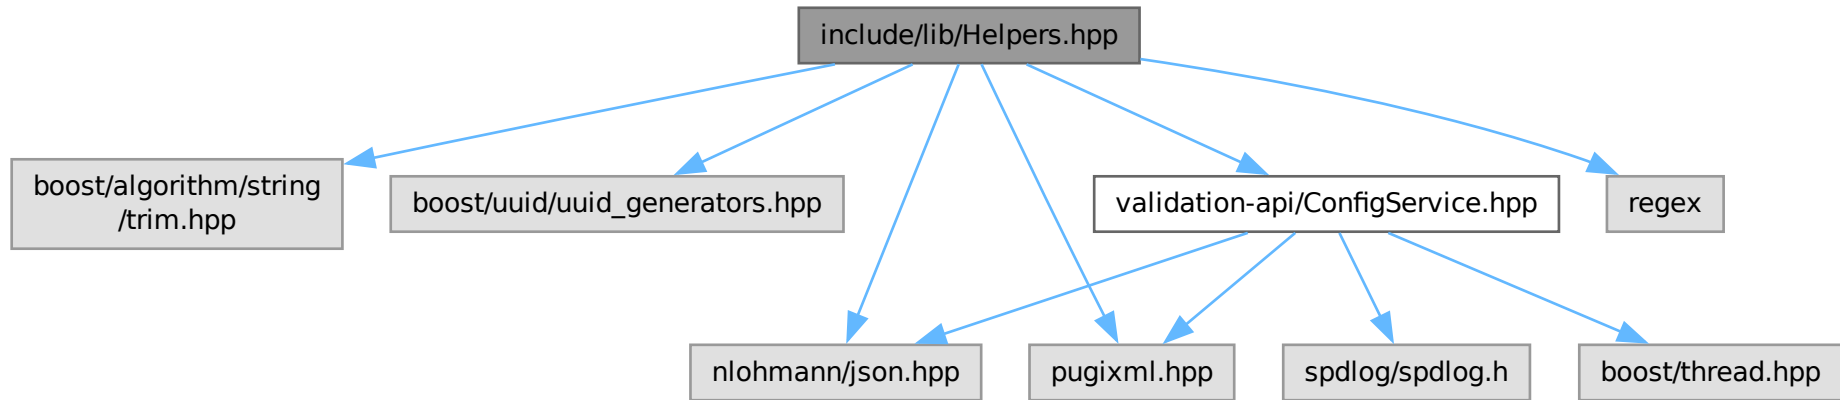 include/lib/Helpers.hpp
boost/algorithm/string
/trim.hpp
boost/uuid/uuid_generators.hpp
validation-api/ConfigService.hpp
regex
nlohmann/json.hpp
pugixml.hpp
spdlog/spdlog.h
boost/thread.hpp